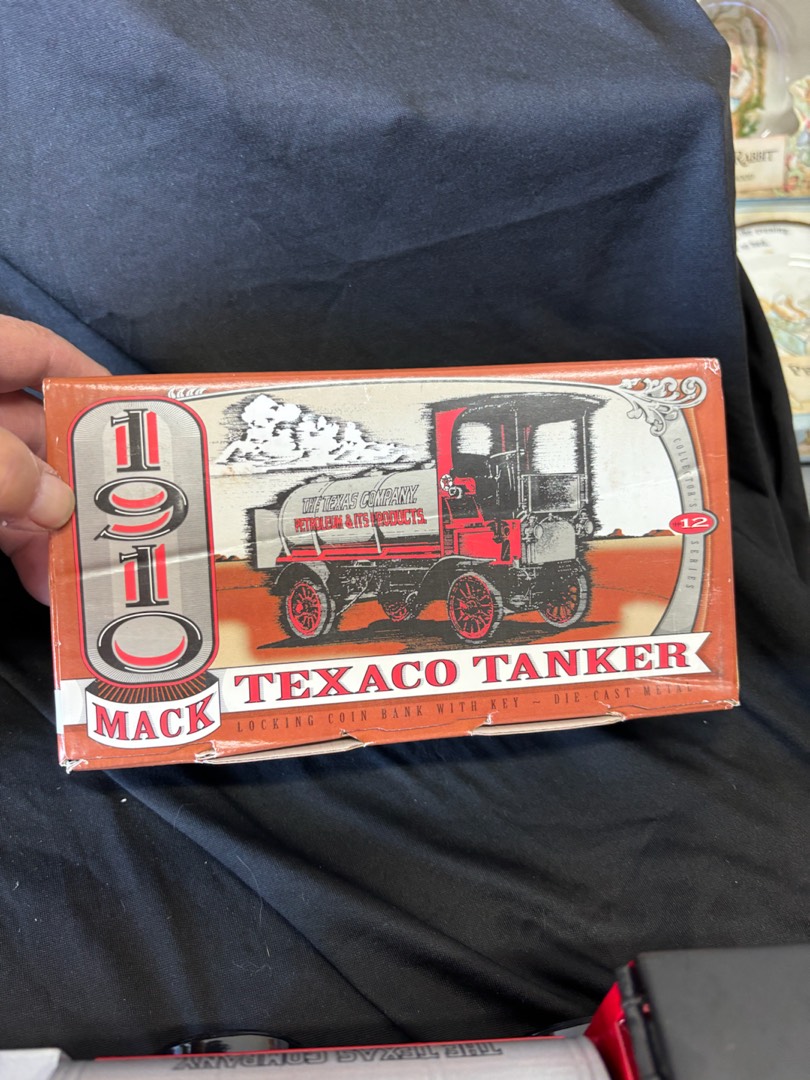 1910
MACK
THE TEXAS COMPANY.
PETROLEUM & ITS PRODUCTS.
COLLECTOR'S
#12
SERIES
TEXACO TANKER
LOCKING COIN BANK WITH KEY ~ DIE CAST METAL
RABBIT
THE TEXAS COMPANY